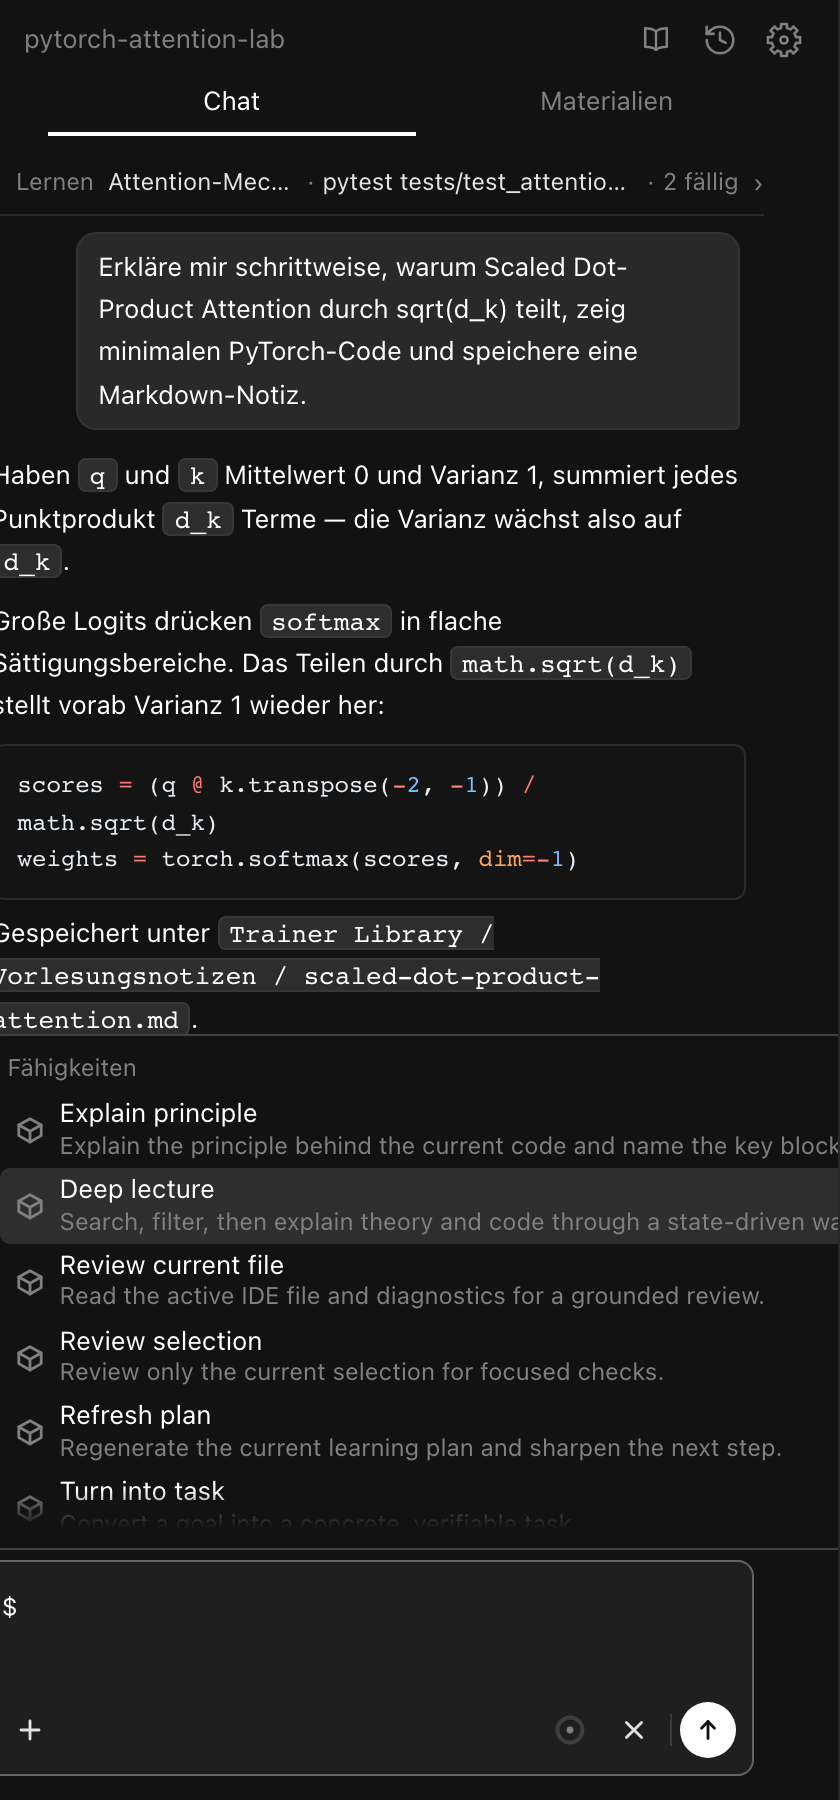 pytorch-attention-lab
Chat
Materialien
Lernen Attention-Mec... · pytest tests/test_attentio... · 2 fällig ›
Erkläre mir schrittweise, warum Scaled Dot-
Product Attention durch sqrt(d_k) teilt, zeig
minimalen PyTorch-Code und speichere eine
Markdown-Notiz.
Haben q und k Mittelwert 0 und Varianz 1, summiert jedes
Punktprodukt d_k Terme — die Varianz wächst also auf
d_k.
Große Logits drücken softmax in flache
Sättigungsbereiche. Das Teilen durch math.sqrt(d_k)
stellt vorab Varianz 1 wieder her:
scores = (q @ k.transpose(-2, -1)) /
math.sqrt(d_k)
weights = torch.softmax(scores, dim=-1)
Gespeichert unter Trainer Library /
Vorlesungsnotizen / scaled-dot-product-
attention.md.
Fähigkeiten
Explain principle
Explain the principle behind the current code and name the key block
Deep lecture
Search, filter, then explain theory and code through a state-driven wa
Review current file
Read the active IDE file and diagnostics for a grounded review.
Review selection
Review only the current selection for focused checks.
Refresh plan
Regenerate the current learning plan and sharpen the next step.
Turn into task
Convert a goal into a concrete, verifiable task
$